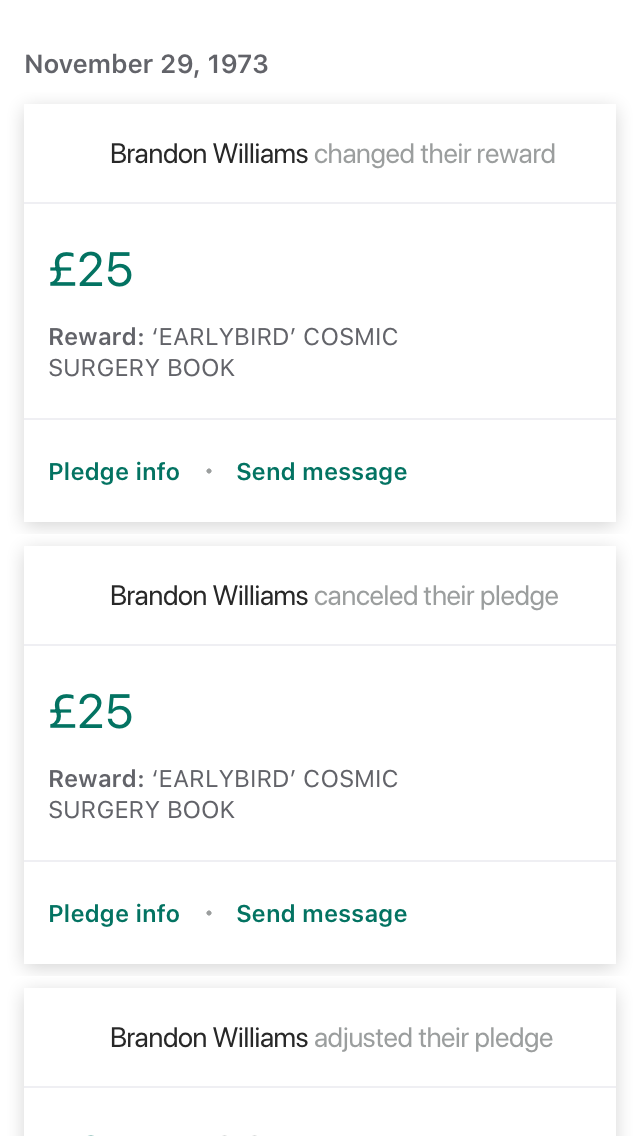 November 29, 1973
Brandon Williams changed their reward
£25
Reward: ‘EARLYBIRD’ COSMIC
SURGERY BOOK
Pledge info • Send message
Brandon Williams canceled their pledge
£25
Reward: ‘EARLYBIRD’ COSMIC
SURGERY BOOK
Pledge info • Send message
Brandon Williams adjusted their pledge